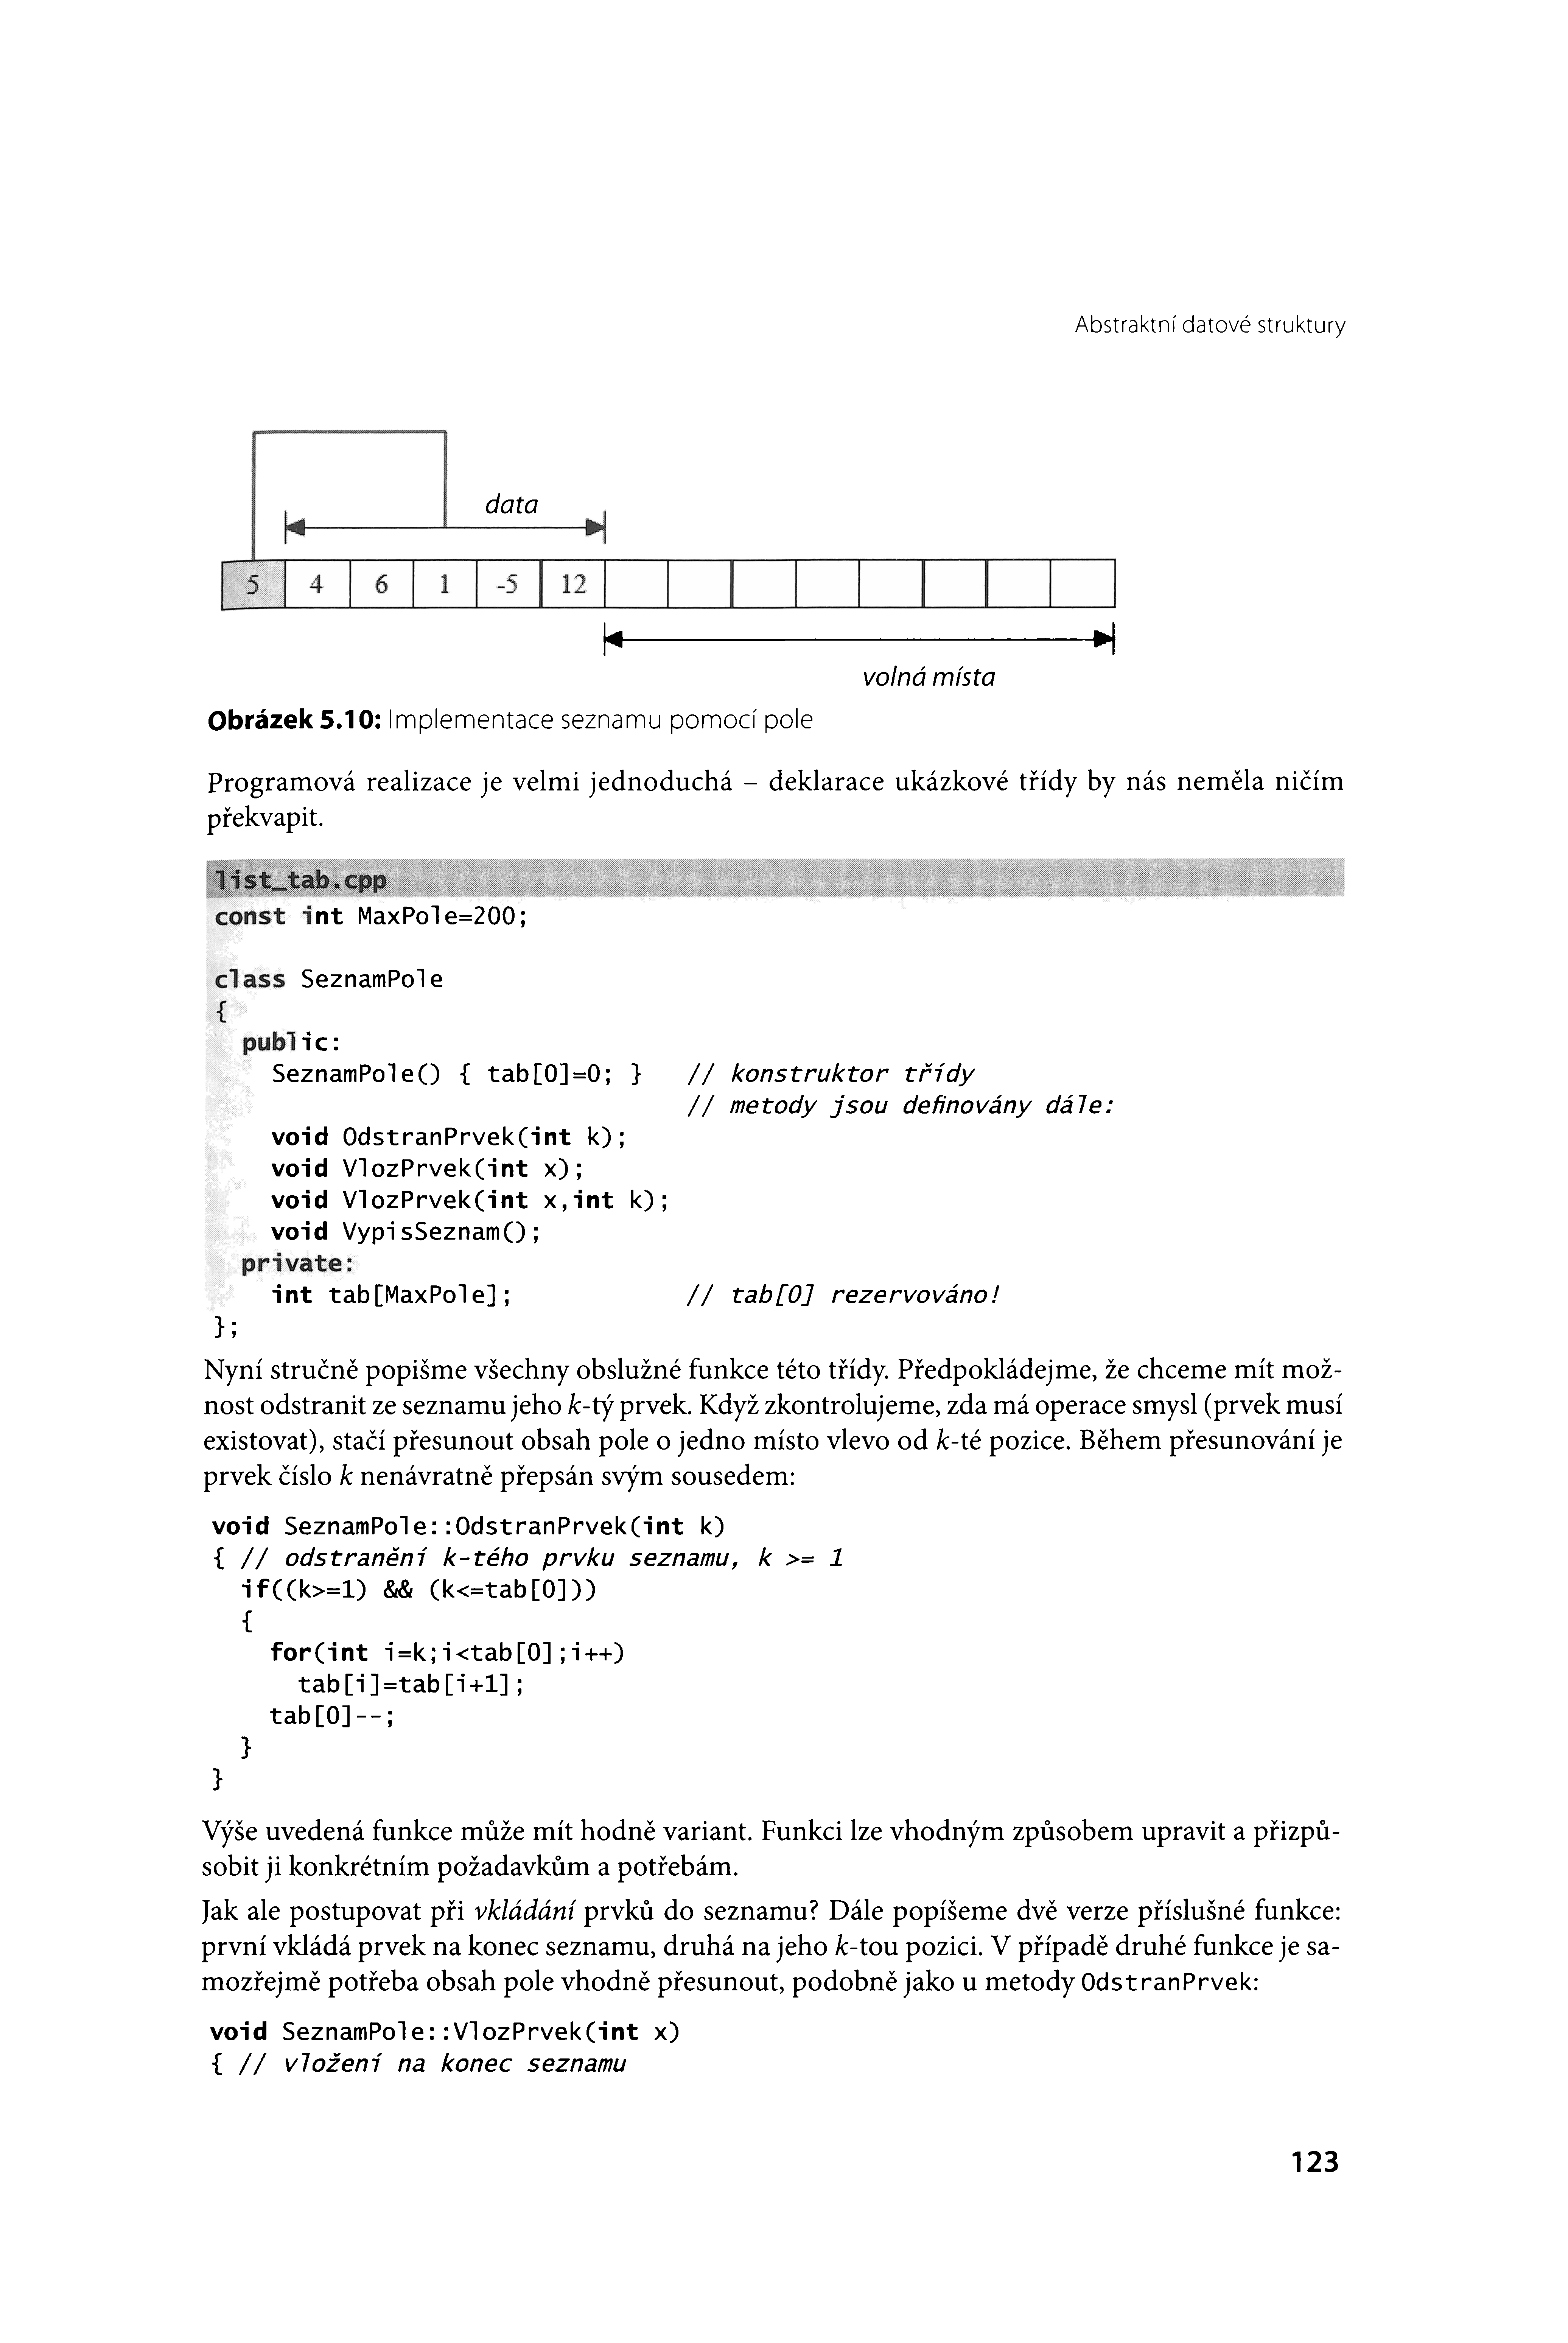 Abstraktní datové struktury
data
5 4 6 1 -5 12
volná místa
Obrázek 5.10: Implementace seznamu pomocí pole
Programová realizace je velmi jednoduchá – deklarace ukázkové třídy by nás neměla ničím
překvapit.
list_tab.cpp
const int MaxPole=200;
class SeznamPole
{
public:
SeznamPole() { tab[0]=0; } // konstruktor třídy
// metody jsou definovány dále:
void OdstranPrvek(int k);
void VlozPrvek(int x);
void VlozPrvek(int x,int k);
void VypisSeznam();
private:
int tab[MaxPole]; // tab[0] rezervováno!
};
Nyní stručně popišme všechny obslužné funkce této třídy. Předpokládejme, že chceme mít mož-
nost odstranit ze seznamu jeho k-tý prvek. Když zkontrolujeme, zda má operace smysl (prvek musí
existovat), stačí přesunout obsah pole o jedno místo vlevo od k-té pozice. Během přesunování je
prvek číslo k nenávratně přepsán svým sousedem:
void SeznamPole::OdstranPrvek(int k)
{ // odstranění k-tého prvku seznamu, k >= 1
if((k>=1) && (k<=tab[0]))
{
for(int i=k;i<tab[0];i++)
tab[i]=tab[i+1];
tab[0]--;
}
}
Výše uvedená funkce může mít hodně variant. Funkci lze vhodným způsobem upravit a přizpů-
sobit ji konkrétním požadavkům a potřebám.
Jak ale postupovat při vkládání prvků do seznamu? Dále popíšeme dvě verze příslušné funkce:
první vkládá prvek na konec seznamu, druhá na jeho k-tou pozici. V případě druhé funkce je sa-
mozřejmě potřeba obsah pole vhodně přesunout, podobně jako u metody OdstranPrvek:
void SeznamPole::VlozPrvek(int x)
{ // vložení na konec seznamu
123